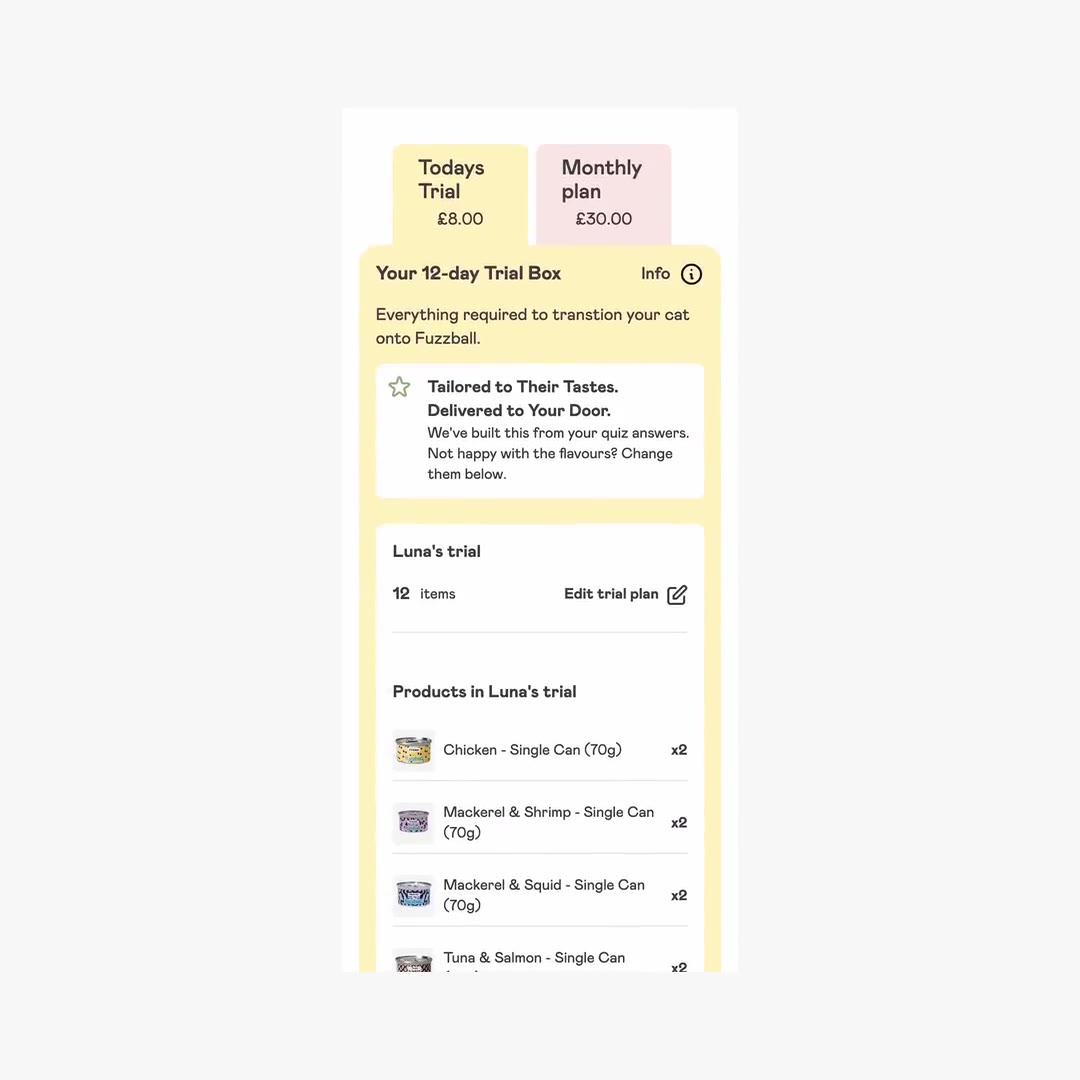 Todays
Trial
£8.00
Monthly
plan
£30.00
Your 12-day Trial Box
Info
Everything required to transtion your cat
onto Fuzzball.
Tailored to Their Tastes.
Delivered to Your Door.
We've built this from your quiz answers.
Not happy with the flavours? Change
them below.
Luna's trial
12 items
Edit trial plan
Products in Luna's trial
Chicken - Single Can (70g)
x2
Mackerel & Shrimp - Single Can
(70g)
x2
Mackerel & Squid - Single Can
(70g)
x2
Tuna & Salmon - Single Can
x2